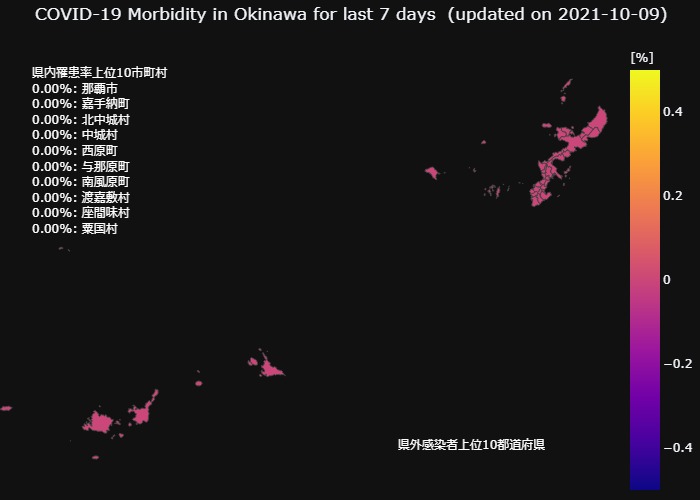 COVID-19 Morbidity in Okinawa for last 7 days (updated on 2021-10-09)
[%]
県内罹患率上位10市町村
0.00%: 那覇市
0.00%: 嘉手納町
0.00%: 北中城村
0.00%: 中城村
0.00%: 西原町
0.00%: 与那原町
0.00%: 南風原町
0.00%: 渡嘉敷村
0.00%: 座間味村
0.00%: 粟国村
0.4
0.2
0
−0.2
−0.4
県外感染者上位10都道府県